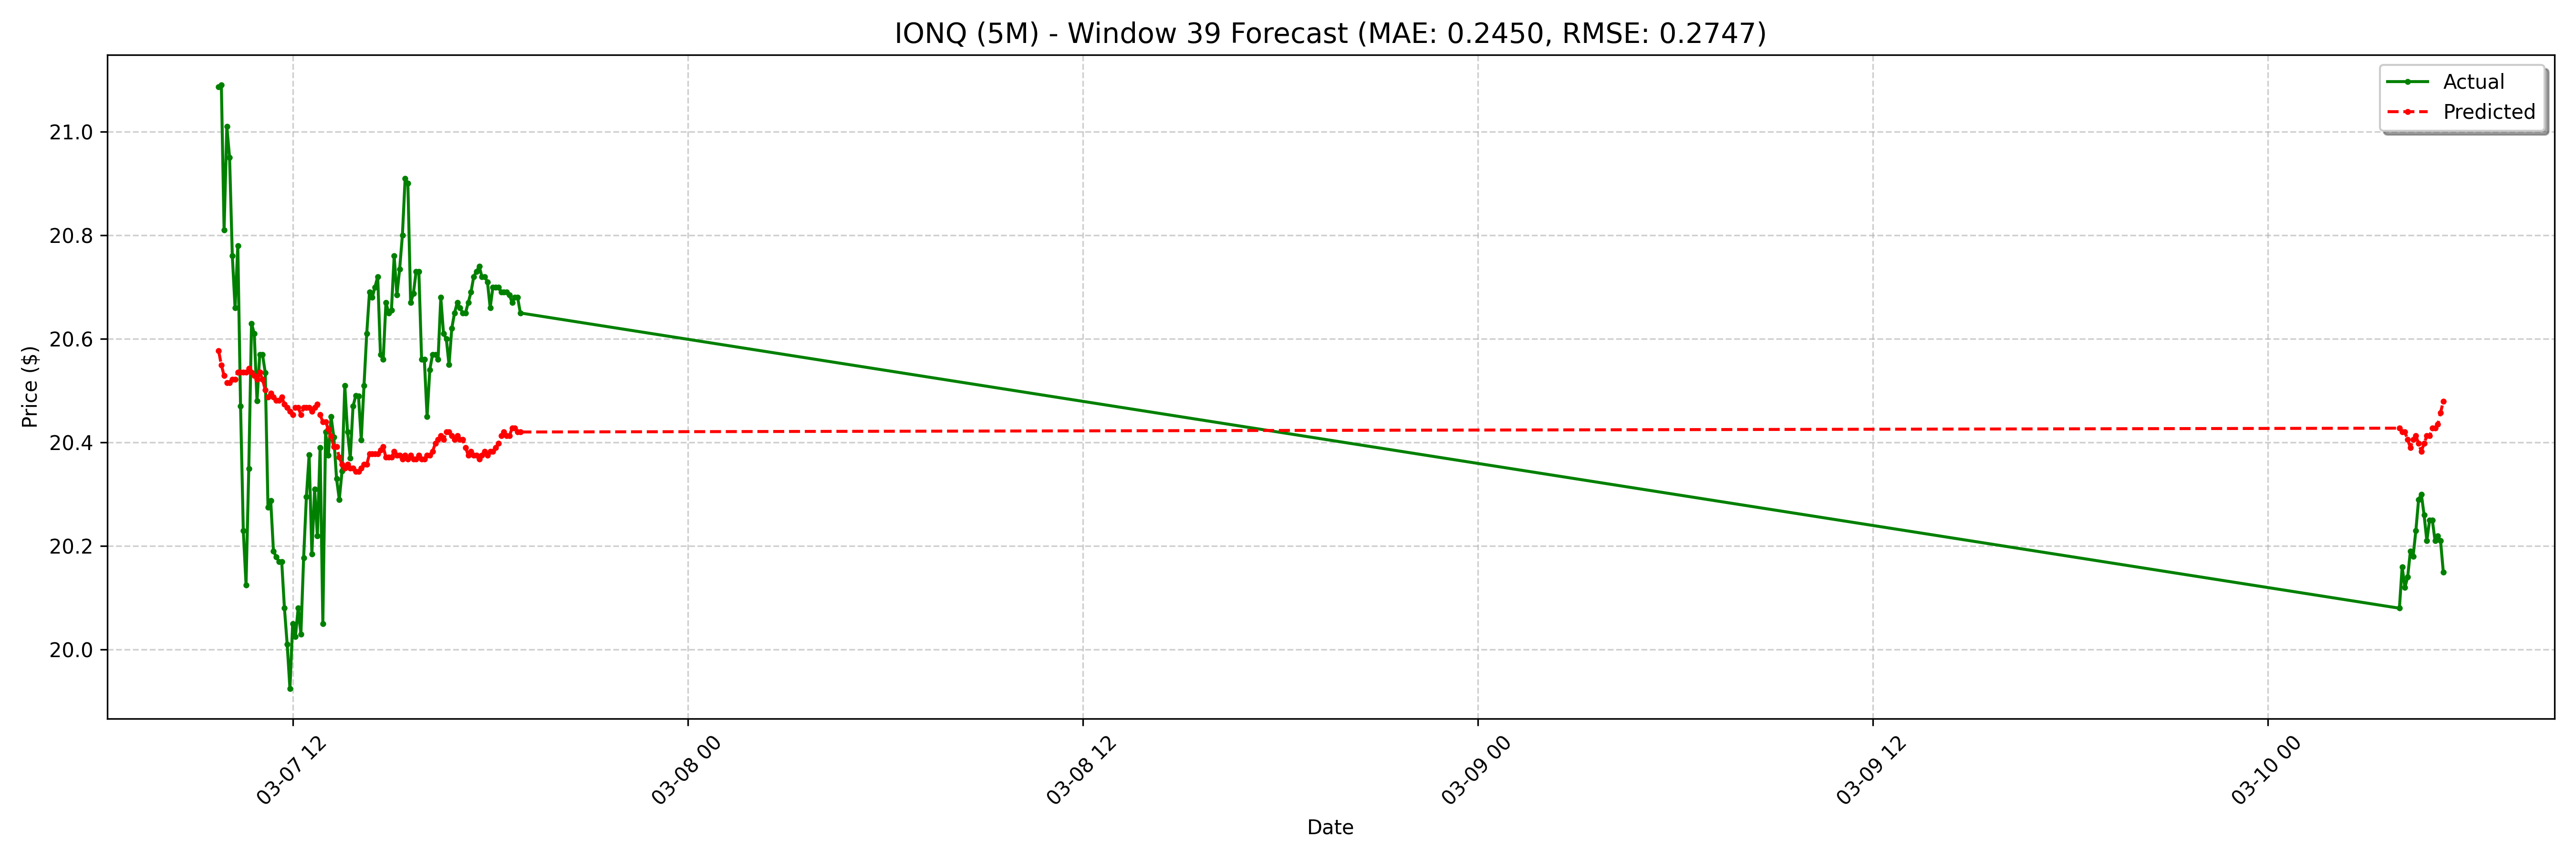 IONQ (5M) - Window 39 Forecast (MAE: 0.2450, RMSE: 0.2747)
Actual
Predicted
Price ($)
21.0
20.8
20.6
20.4
20.2
20.0
03-07 12
03-08 00
03-08 12
03-09 00
03-09 12
03-10 00
Date